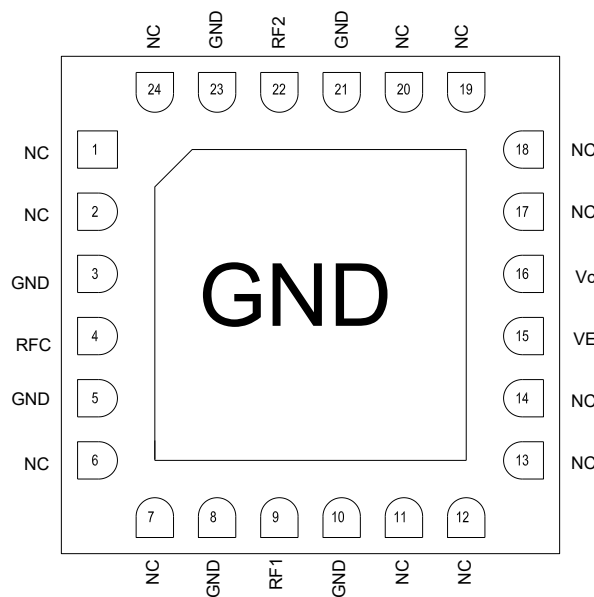 NC GND RF2 GND NC NC
24 23 22 21 20 19
NC 1
NC 2
GND 3
RFC 4
GND 5
NC 6
GND
18 NC
17 NC
16
15
14 NC
13 NC
7 8 9 10 11 12
NC GND RF1 GND NC NC